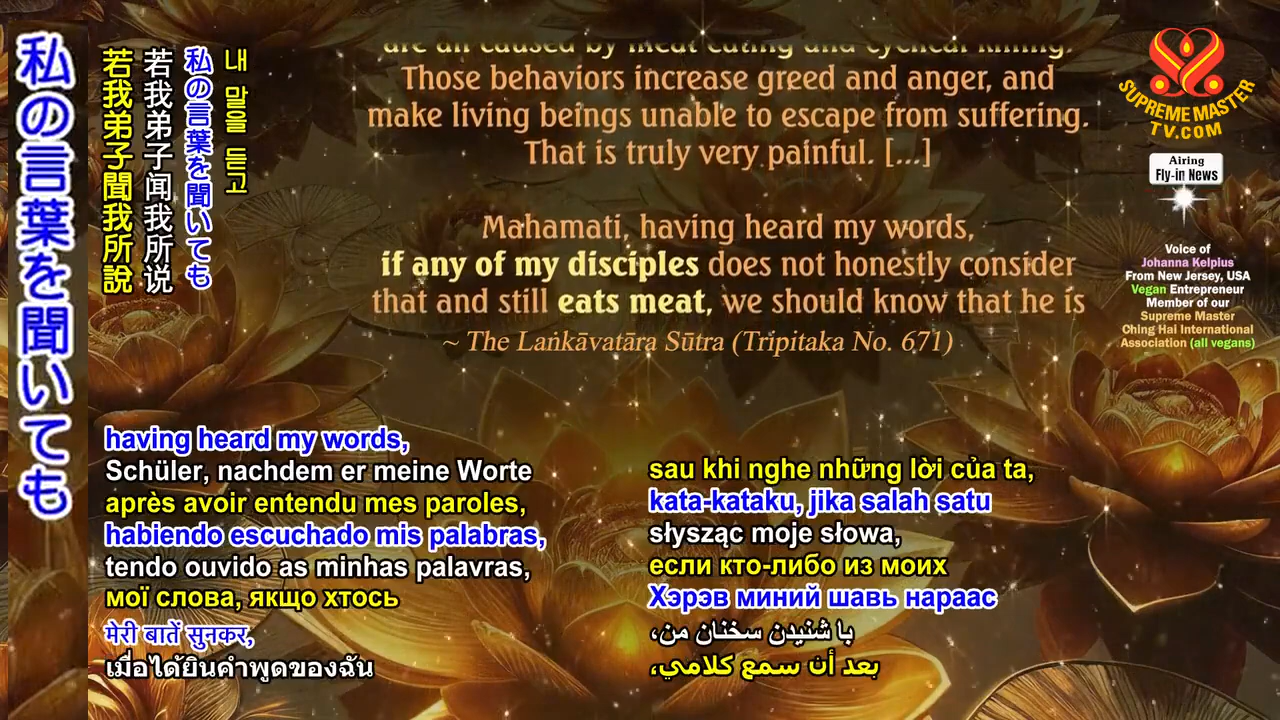 私の言葉を聞いても
若我弟子聞我所說
若我弟子闻我所说
私の言葉を聞いても
내 말을 듣고
are all caused by meat eating and cyclical killing.
Those behaviors increase greed and anger, and
make living beings unable to escape from suffering.
That is truly very painful. [...]
Mahamati, having heard my words,
if any of my disciples does not honestly consider
that and still eats meat, we should know that he is
~ The Laṅkāvatāra Sūtra (Tripitaka No. 671)
SUPREME MASTER
TV.COM
Airing
Fly-in News
Voice of
Johanna Kelpius
From New Jersey, USA
Vegan Entrepreneur
Member of our
Supreme Master
Ching Hai International
Association (all vegans)
having heard my words,
Schüler, nachdem er meine Worte
après avoir entendu mes paroles,
habiendo escuchado mis palabras,
tendo ouvido as minhas palavras,
мої слова, якщо хтось
मेरी बातें सुनकर,
เมื่อได้ยินคำพูดของฉัน
sau khi nghe những lời của ta,
kata-kataku, jika salah satu
słysząc moje słowa,
если кто-либо из моих
Хэрэв миний шавь нараас
با شنیدن سخنان من،
بعد أن سمع كلامي،